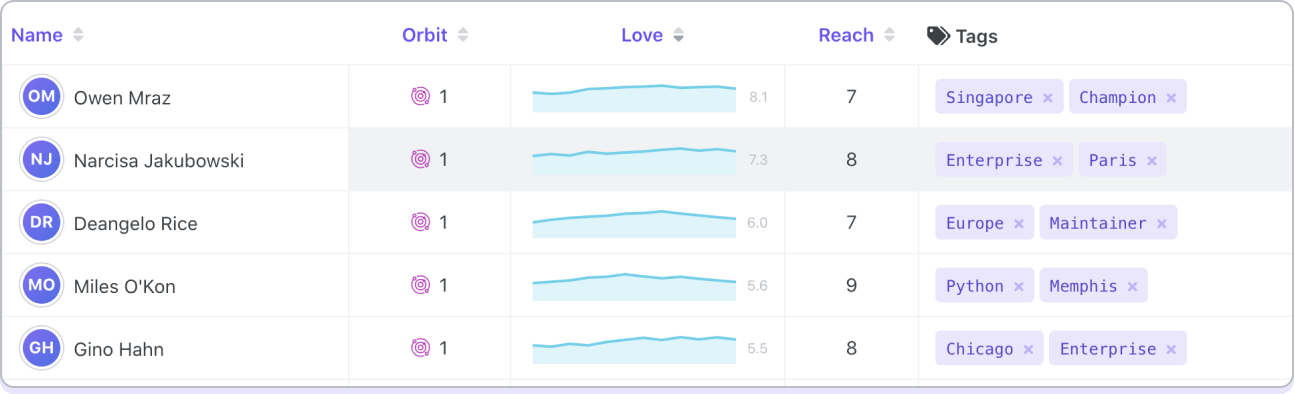 Name Orbit Love Reach Tags
OM Owen Mraz 1 8.1 7 Singapore × Champion ×
NJ Narcisa Jakubowski 1 7.3 8 Enterprise × Paris ×
DR Deangelo Rice 1 6.0 7 Europe × Maintainer ×
MO Miles O'Kon 1 5.6 9 Python × Memphis ×
GH Gino Hahn 1 5.5 8 Chicago × Enterprise ×